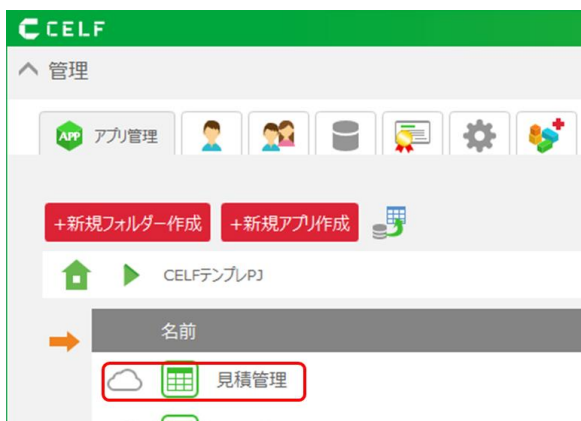 CELF
管理
APP アプリ管理
+新規フォルダー作成 +新規アプリ作成
CELFテンプレPJ
名前
見積管理